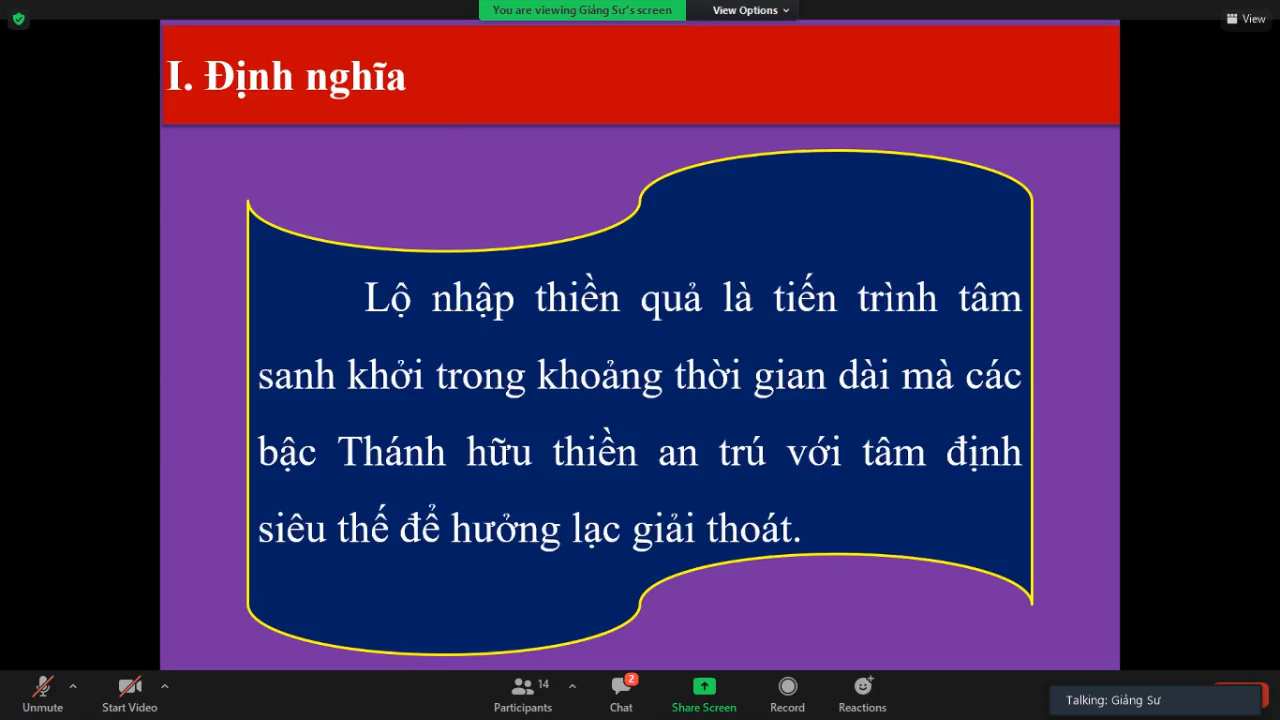 You are viewing Giảng Sư's screen
View Options
View
I. Định nghĩa
Lộ nhập thiền quả là tiến trình tâm
sanh khởi trong khoảng thời gian dài mà các
bậc Thánh hữu thiền an trú với tâm định
siêu thế để hưởng lạc giải thoát.
Unmute
Start Video
14
Participants
2
Chat
Share Screen
Record
Reactions
Talking: Giảng Sư